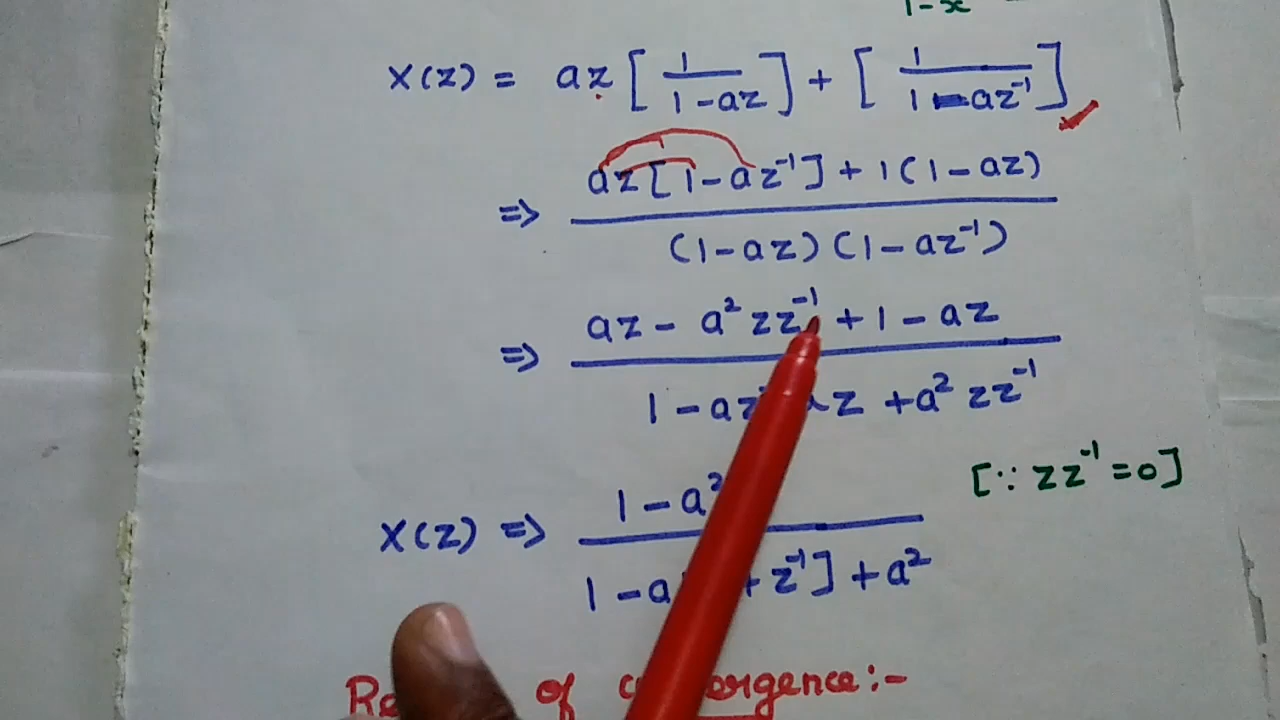 1-x
X(z) = az [ 1/(1-az) ] + [ 1/(1-az⁻¹) ]
=> (az[1-az⁻¹] + 1(1-az)) / ((1-az)(1-az⁻¹))
=> (az - a²zz⁻¹ + 1 - az) / (1 - az z + a²zz⁻¹)
[∵ zz⁻¹ = 0]
X(z) => (1 - a²) / (1 - a + z⁻¹] + a²)
of :-